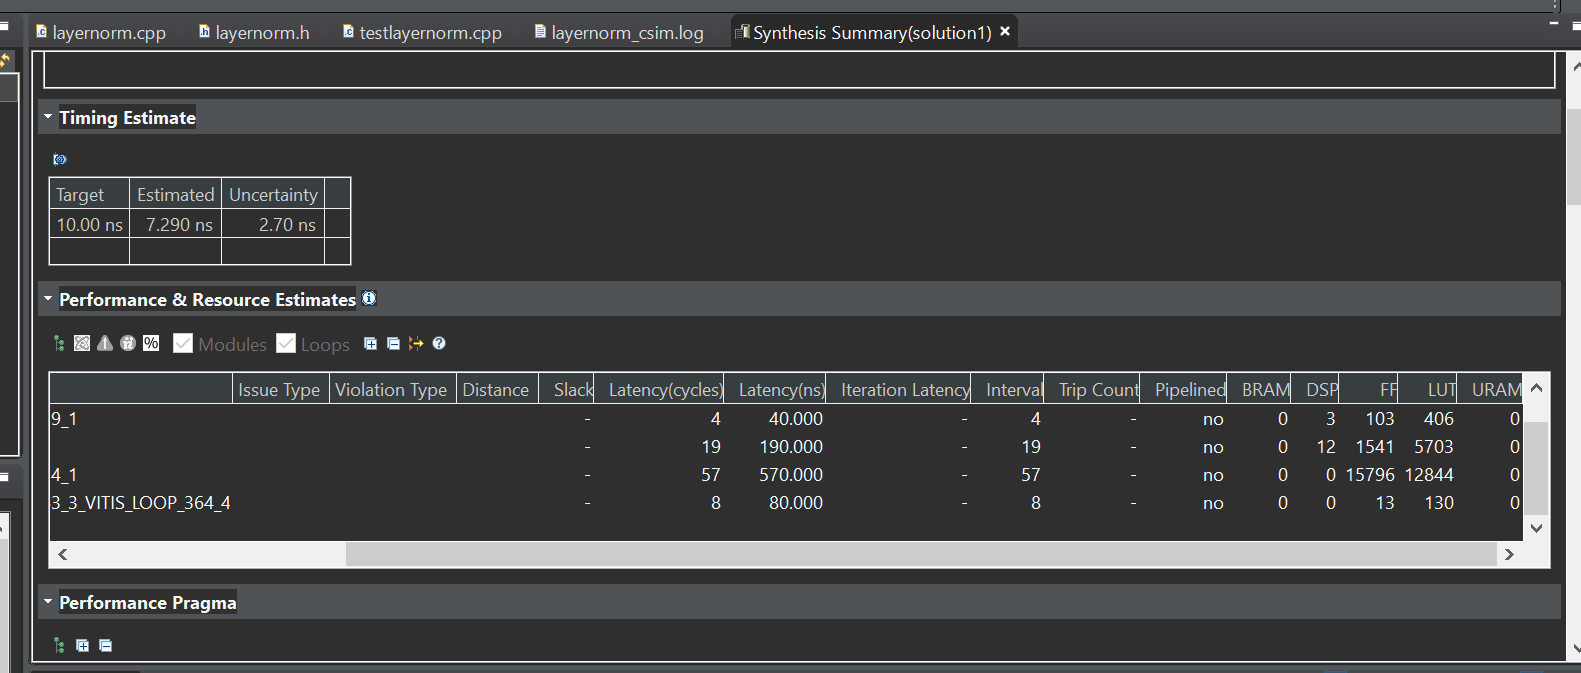 layernorm.cpp layernorm.h testlayernorm.cpp layernorm_csim.log Synthesis Summary(solution1)
Timing Estimate
Target Estimated Uncertainty
10.00 ns 7.290 ns 2.70 ns
Performance & Resource Estimates
% Modules Loops
Issue Type Violation Type Distance Slack Latency(cycles) Latency(ns) Iteration Latency Interval Trip Count Pipelined BRAM DSP FF LUT URAM
9_1 - 4 40.000 - 4 - no 0 3 103 406 0
- 19 190.000 - 19 - no 0 12 1541 5703 0
4_1 - 57 570.000 - 57 - no 0 0 15796 12844 0
3_3_VITIS_LOOP_364_4 - 8 80.000 - 8 - no 0 0 13 130 0
Performance Pragma